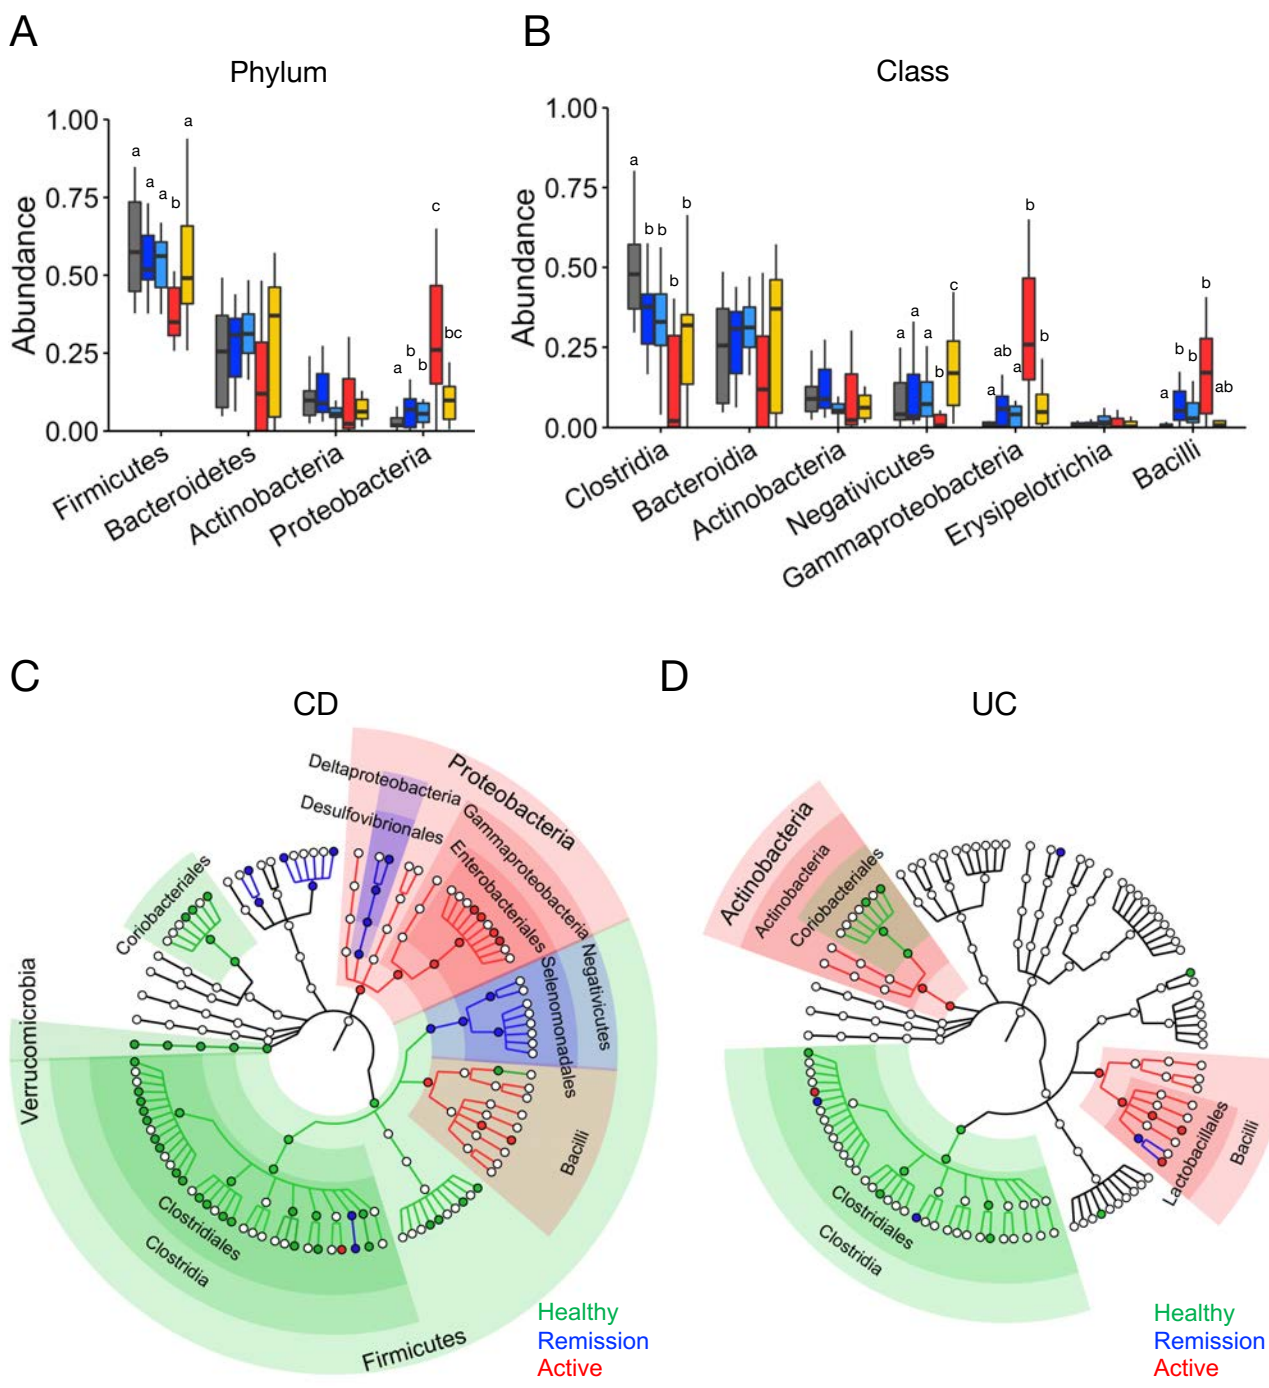 A
B
Phylum
Class
Abundance
1.00
0.75
0.50
0.25
0.00
a
a
a
b
a
a
b
b
c
bc
Firmicutes
Bacteroidetes
Actinobacteria
Proteobacteria
Abundance
1.00
0.75
0.50
0.25
0.00
a
b
b
b
b
a
a
a
b
c
a
ab
a
b
b
a
b
b
b
ab
Clostridia
Bacteroidia
Actinobacteria
Negativicutes
Gammaproteobacteria
Erysipelotrichia
Bacilli
C
CD
Deltaproteobacteria
Desulfovibrionales
Proteobacteria
Gammaproteobacteria
Enterobacteriales
Negativicutes
Selenomonadales
Bacilli
Coriobacteriales
Verrucomicrobia
Clostridiales
Clostridia
Firmicutes
Healthy
Remission
Active
D
UC
Actinobacteria
Actinobacteria
Coriobacteriales
Lactobacillales
Bacilli
Clostridiales
Clostridia
Healthy
Remission
Active